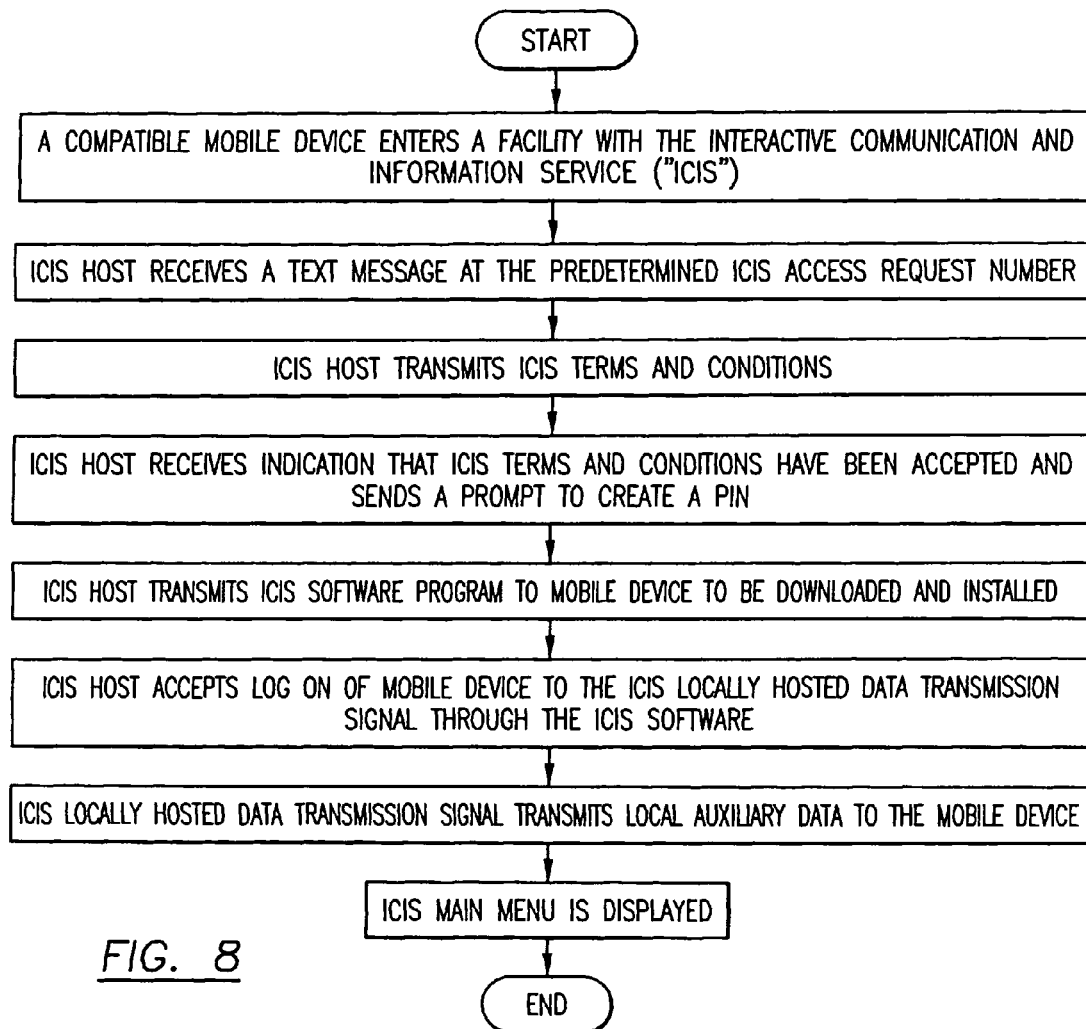 START
A COMPATIBLE MOBILE DEVICE ENTERS A FACILITY WITH THE INTERACTIVE COMMUNICATION AND
INFORMATION SERVICE ("ICIS")
ICIS HOST RECEIVES A TEXT MESSAGE AT THE PREDETERMINED ICIS ACCESS REQUEST NUMBER
ICIS HOST TRANSMITS ICIS TERMS AND CONDITIONS
ICIS HOST RECEIVES INDICATION THAT ICIS TERMS AND CONDITIONS HAVE BEEN ACCEPTED AND
SENDS A PROMPT TO CREATE A PIN
ICIS HOST TRANSMITS ICIS SOFTWARE PROGRAM TO MOBILE DEVICE TO BE DOWNLOADED AND INSTALLED
ICIS HOST ACCEPTS LOG ON OF MOBILE DEVICE TO THE ICIS LOCALLY HOSTED DATA TRANSMISSION
SIGNAL THROUGH THE ICIS SOFTWARE
ICIS LOCALLY HOSTED DATA TRANSMISSION SIGNAL TRANSMITS LOCAL AUXILIARY DATA TO THE MOBILE DEVICE
ICIS MAIN MENU IS DISPLAYED
FIG. 8
END